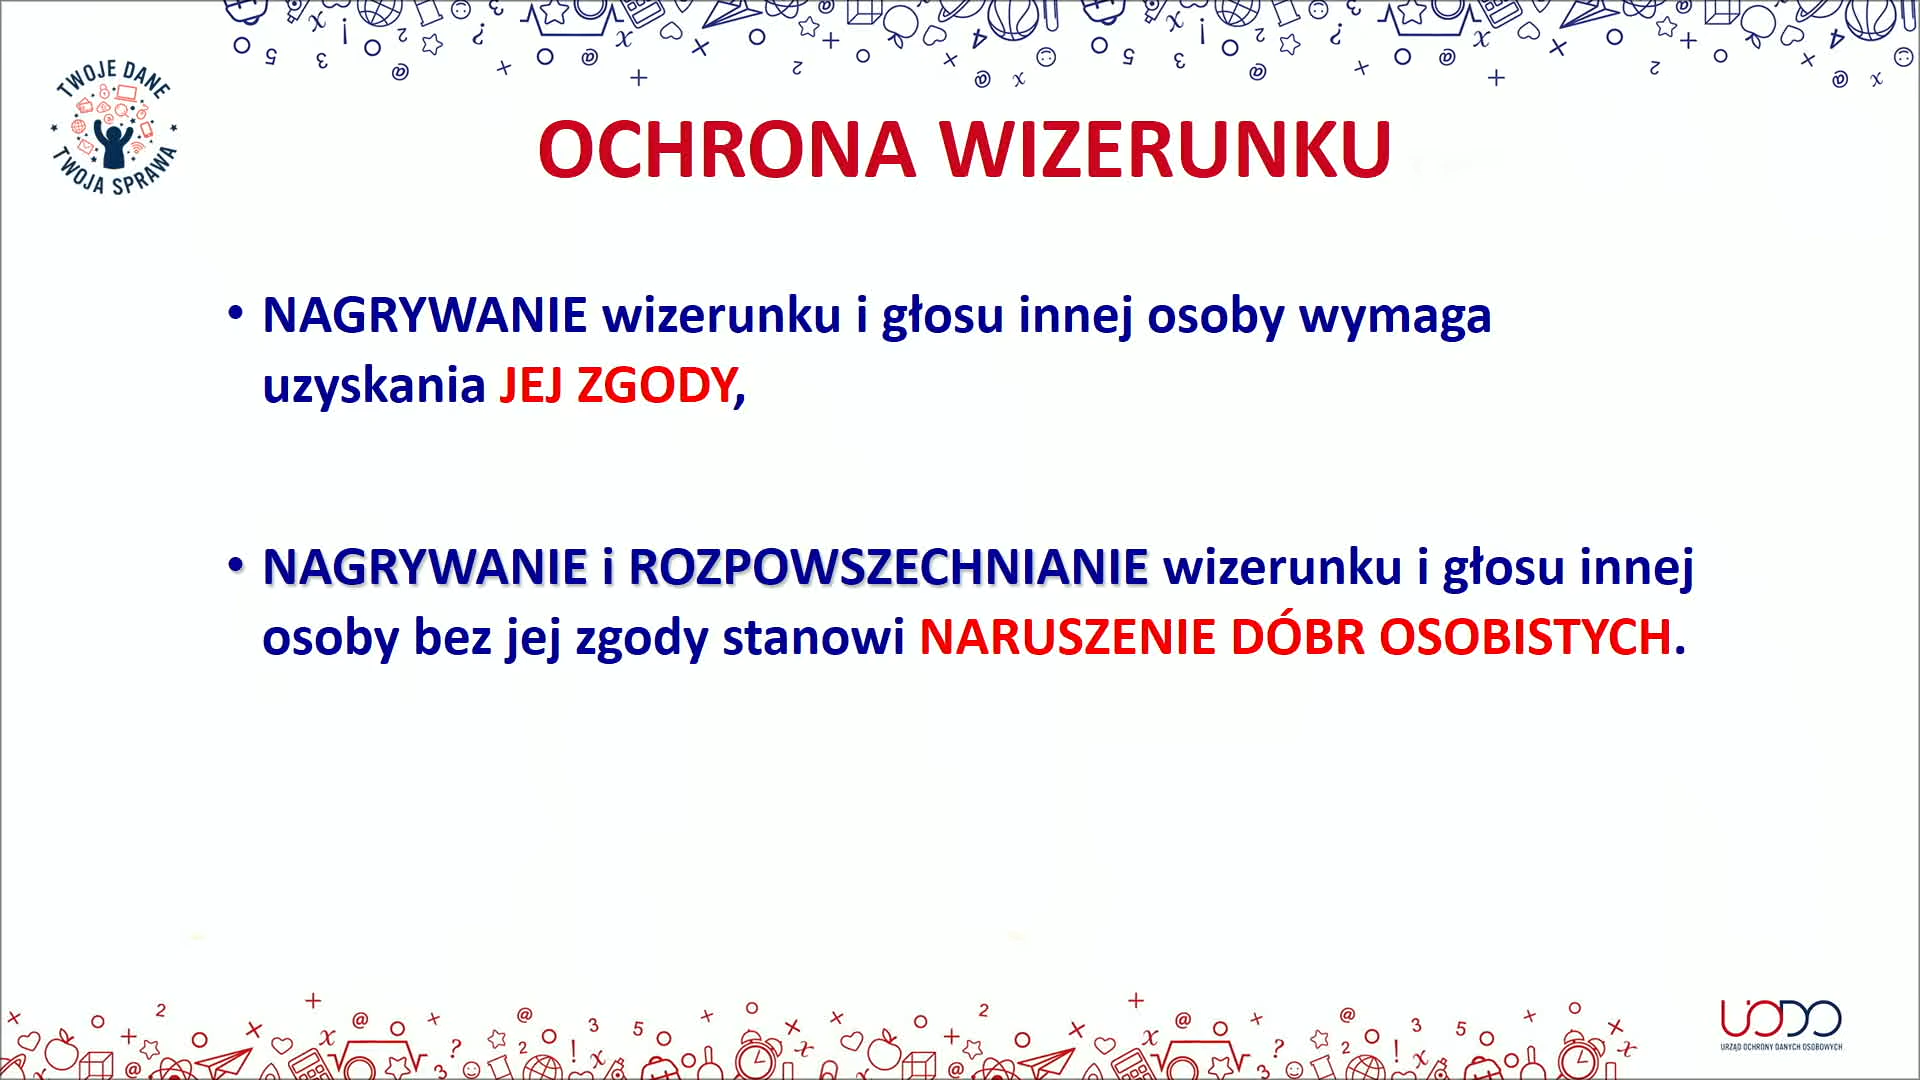 TWOJE DANE
TWOJA SPRAWA
OCHRONA WIZERUNKU
• NAGRYWANIE wizerunku i głosu innej osoby wymaga
uzyskania JEJ ZGODY,
• NAGRYWANIE i ROZPOWSZECHNIANIE wizerunku i głosu innej
osoby bez jej zgody stanowi NARUSZENIE DÓBR OSOBISTYCH.
UODO
URZĄD OCHRONY DANYCH OSOBOWYCH